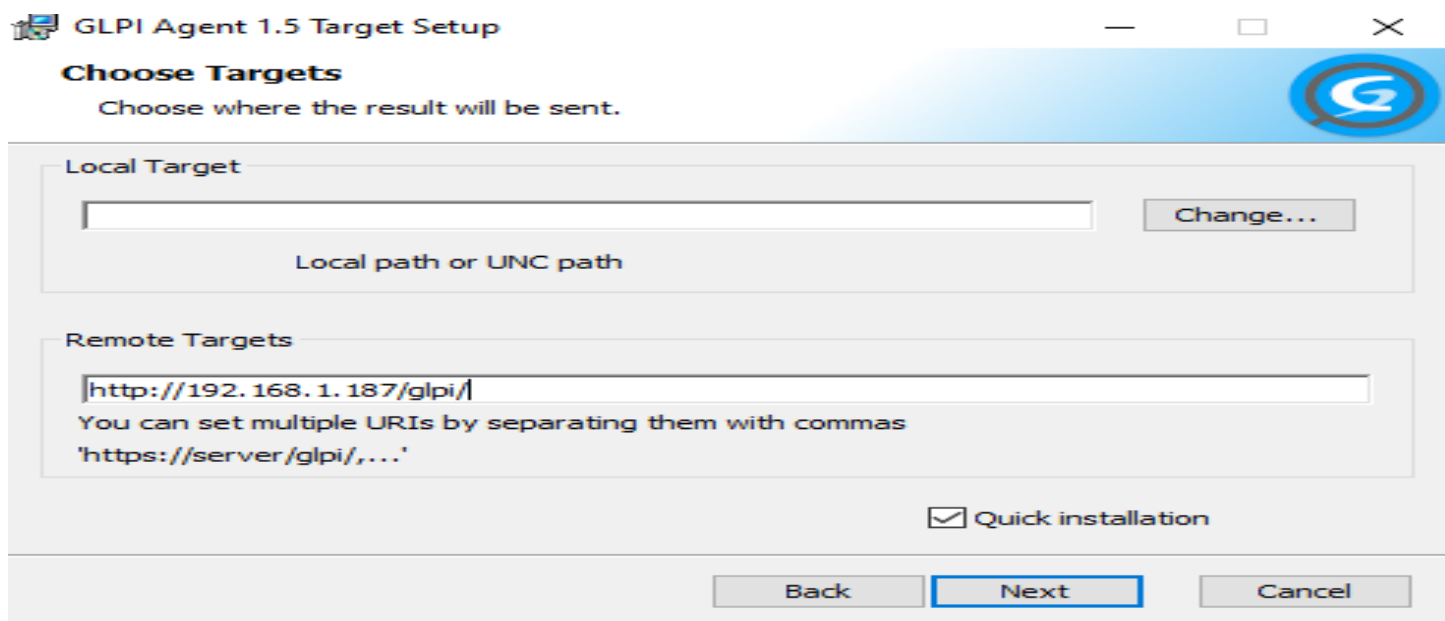 GLPI Agent 1.5 Target Setup
Choose Targets
Choose where the result will be sent.
Local Target
Change...
Local path or UNC path
Remote Targets
http://192.168.1.187/glpi/
You can set multiple URIs by separating them with commas
'https://server/glpi/,...'
Quick installation
Back Next Cancel